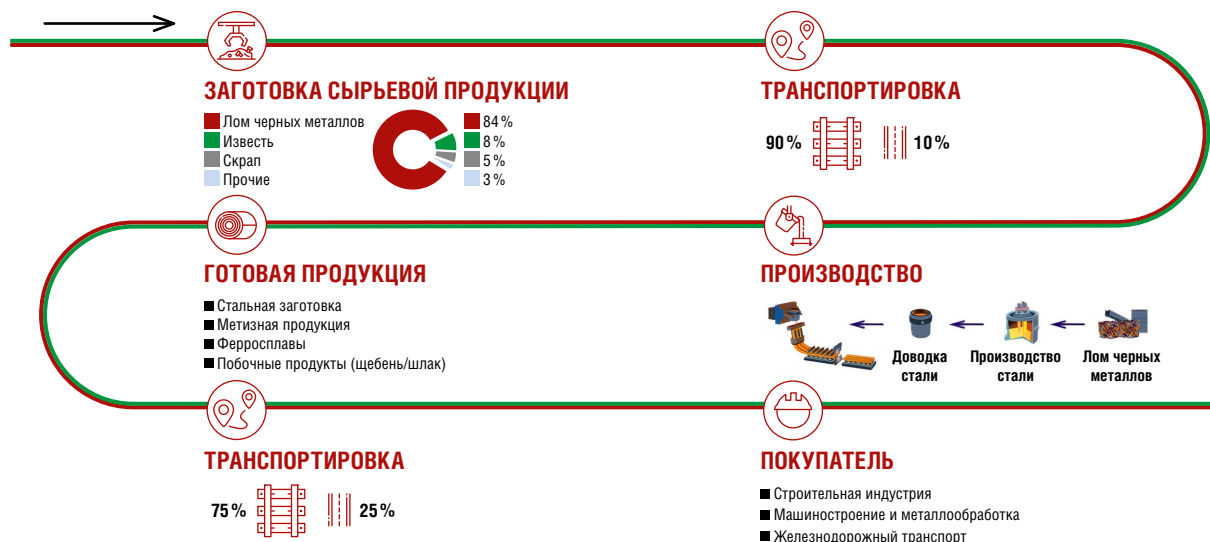 ЗАГОТОВКА СЫРЬЕВОЙ ПРОДУКЦИИ
Лом черных металлов
84 %
Известь
8 %
Скрап
5 %
Прочие
3 %
ТРАНСПОРТИРОВКА
90 %
10 %
ГОТОВАЯ ПРОДУКЦИЯ
Стальная заготовка
Метизная продукция
Ферросплавы
Побочные продукты (щебень/шлак)
ПРОИЗВОДСТВО
Доводка
стали
Производство
стали
Лом черных
металлов
ТРАНСПОРТИРОВКА
75 %
25 %
ПОКУПАТЕЛЬ
Строительная индустрия
Машиностроение и металлообработка
Железнодорожный транспорт